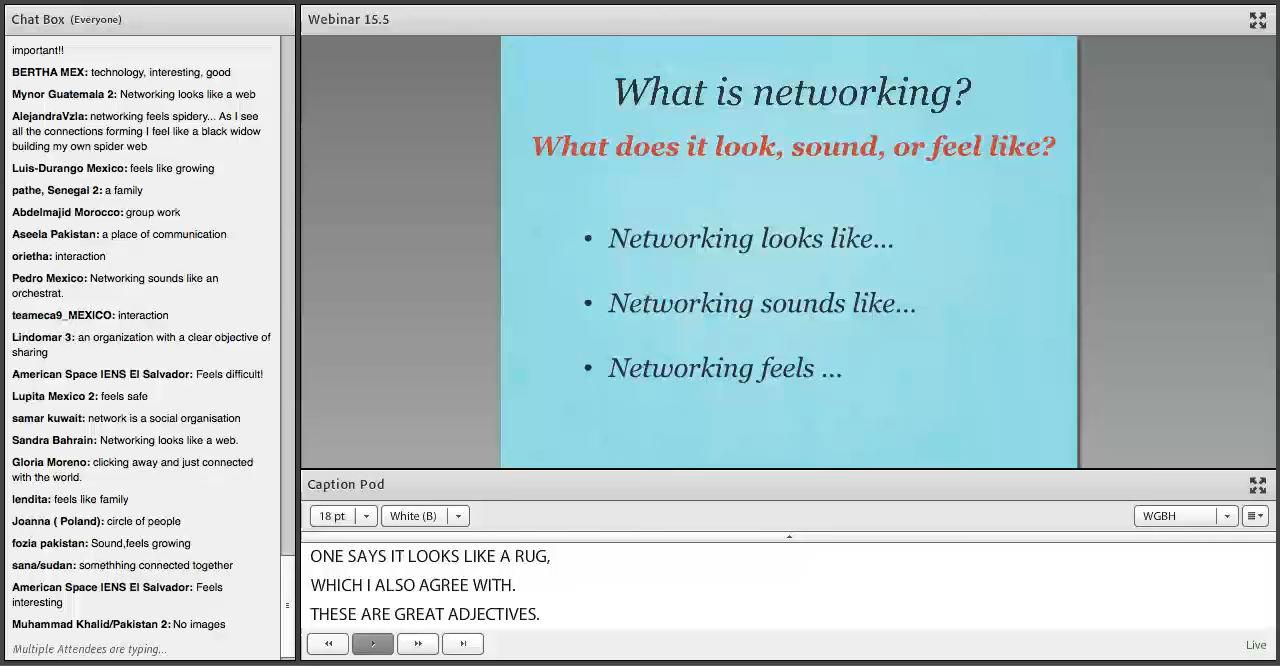 Chat Box (Everyone)
important!!
BERTHA MEX: technology, interesting, good
Mynor Guatemala 2: Networking looks like a web
AlejandraVzla: networking feels spidery... As I see
all the connections forming I feel like a black widow
building my own spider web
Luis-Durango Mexico: feels like growing
pathe, Senegal 2: a family
Abdelmajid Morocco: group work
Aseela Pakistan: a place of communication
orietha: interaction
Pedro Mexico: Networking sounds like an
orchestrat.
teameca9_MEXICO: interaction
Lindomar 3: an organization with a clear objective of
sharing
American Space IENS El Salvador: Feels difficult!
Lupita Mexico 2: feels safe
samar kuwait: network is a social organisation
Sandra Bahrain: Networking looks like a web.
Gloria Moreno: clicking away and just connected
with the world.
lendita: feels like family
Joanna ( Poland): circle of people
fozia pakistan: Sound,feels growing
sana/sudan: somethhing connected together
American Space IENS El Salvador: Feels
interesting
Muhammad Khalid/Pakistan 2: No images
Multiple Attendees are typing...
Webinar 15.5
What is networking?
What does it look, sound, or feel like?
• Networking looks like...
• Networking sounds like...
• Networking feels ...
Caption Pod
18 pt
White (B)
WGBH
ONE SAYS IT LOOKS LIKE A RUG,
WHICH I ALSO AGREE WITH.
THESE ARE GREAT ADJECTIVES.
Live